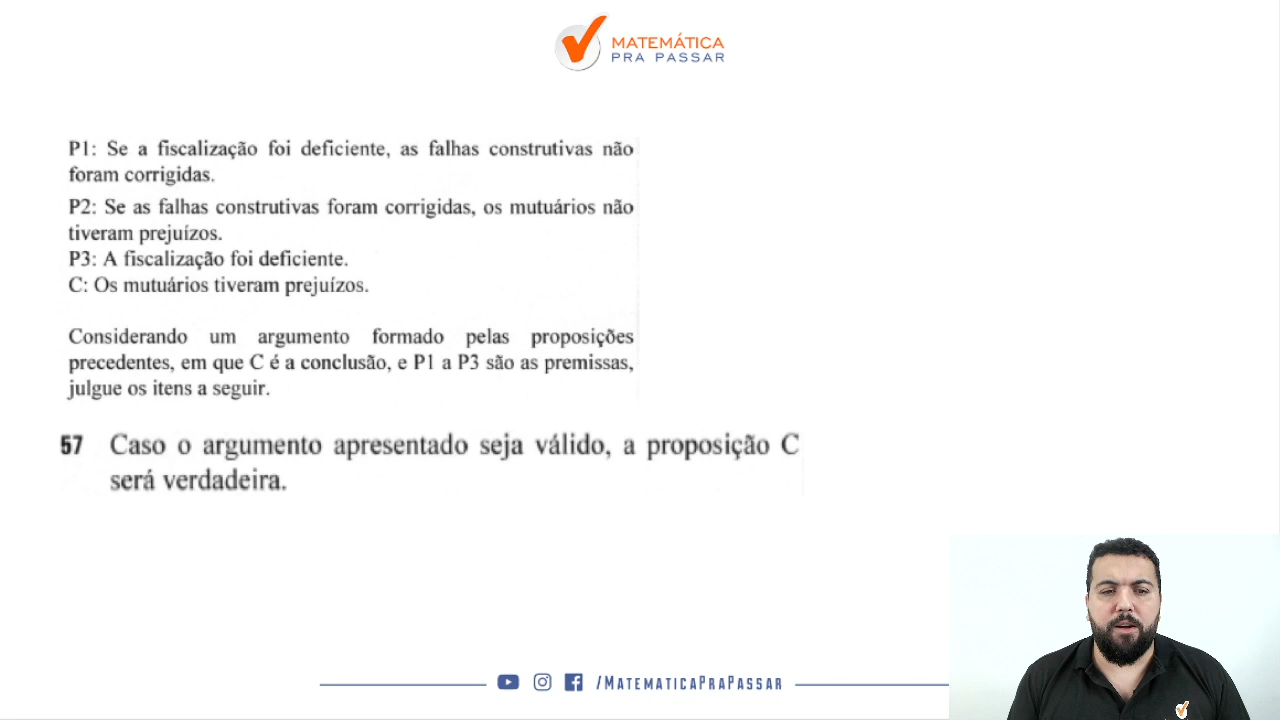 MATEMÁTICA
PRA PASSAR
P1: Se a fiscalização foi deficiente, as falhas construtivas não
foram corrigidas.
P2: Se as falhas construtivas foram corrigidas, os mutuários não
tiveram prejuízos.
P3: A fiscalização foi deficiente.
C: Os mutuários tiveram prejuízos.
Considerando um argumento formado pelas proposições
precedentes, em que C é a conclusão, e P1 a P3 são as premissas,
julgue os itens a seguir.
57 Caso o argumento apresentado seja válido, a proposição C
será verdadeira.
/MATEMATICAPRAPASSAR